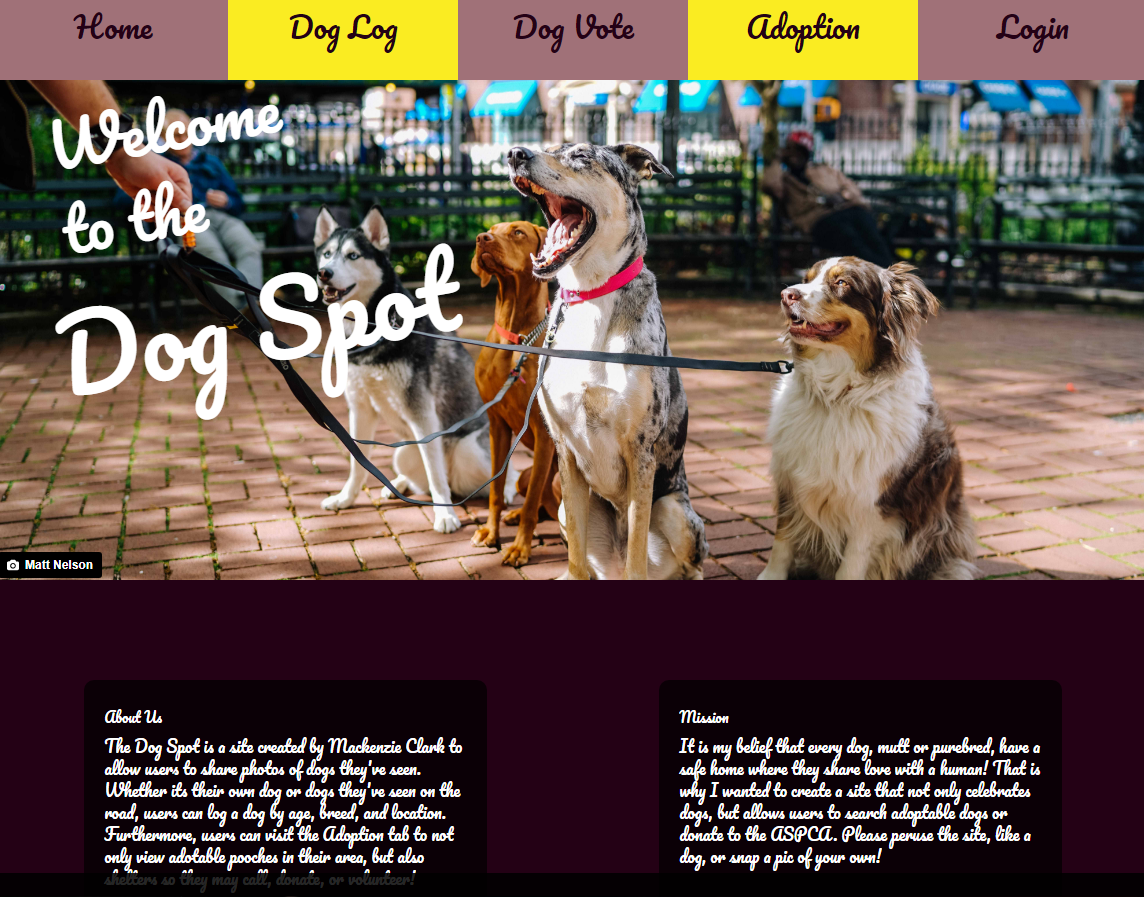 Home Dog Log Dog Vote Adoption Login
Welcome
to the
Dog Spot
Matt Nelson
About Us
The Dog Spot is a site created by Mackenzie Clark to
allow users to share photos of dogs they've seen.
Whether its their own dog or dogs they've seen on the
road, users can log a dog by age, breed, and location.
Furthermore, users can visit the Adoption tab to not
only view adotable pooches in their area, but also
shelters so they may call, donate, or volunteer!
Mission
It is my belief that every dog, mutt or purebred, have a
safe home where they share love with a human! That is
why I wanted to create a site that not only celebrates
dogs, but allows users to search adoptable dogs or
donate to the ASPCA. Please peruse the site, like a
dog, or snap a pic of your own!